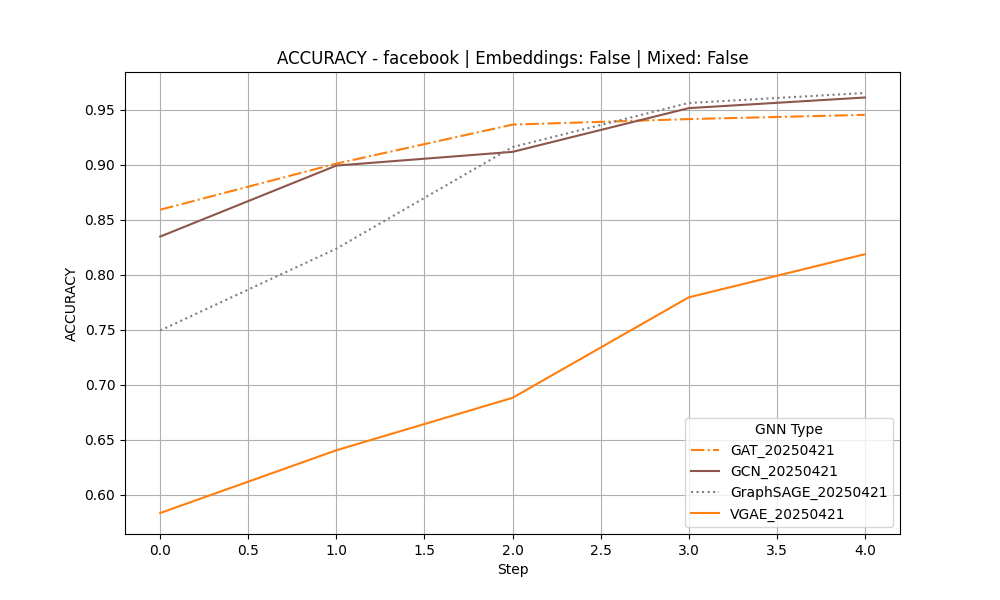 ACCURACY - facebook | Embeddings: False | Mixed: False
ACCURACY
0.95
0.90
0.85
0.80
0.75
0.70
0.65
0.60
GNN Type
GAT_20250421
GCN_20250421
GraphSAGE_20250421
VGAE_20250421
0.0 0.5 1.0 1.5 2.0 2.5 3.0 3.5 4.0
Step